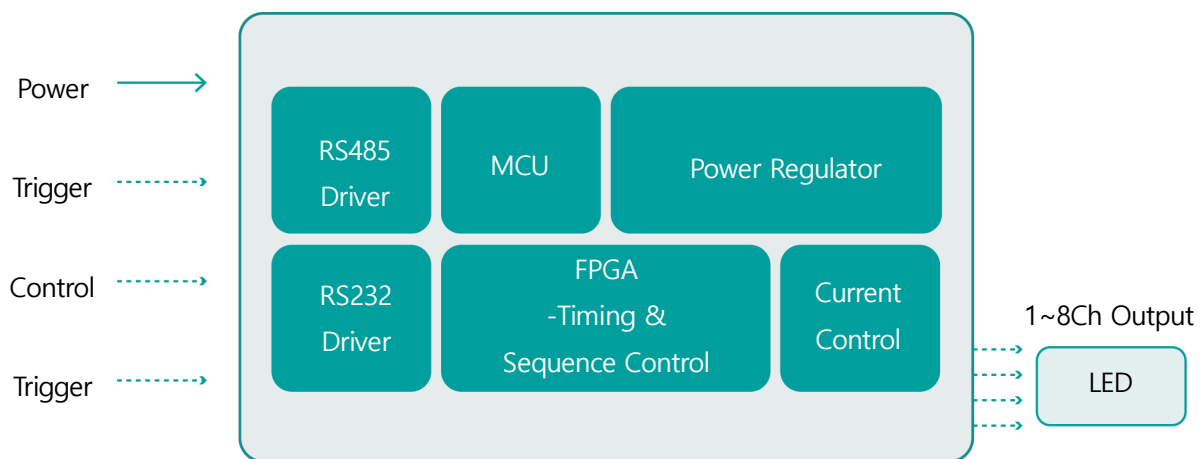 Power
Trigger
Control
Trigger
RS485
Driver
MCU
Power Regulator
RS232
Driver
FPGA
-Timing &
Sequence Control
Current
Control
1~8Ch Output
LED